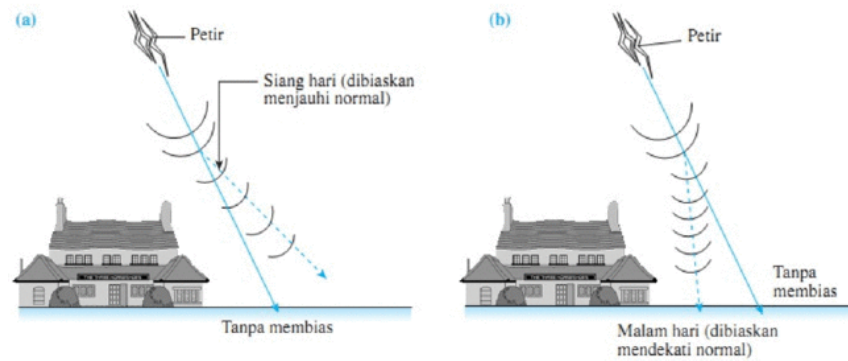 (a)
Petir
Siang hari (dibiaskan
menjauhi normal)
Tanpa membias
(b)
Petir
Tanpa
membias
Malam hari (dibiaskan
mendekati normal)